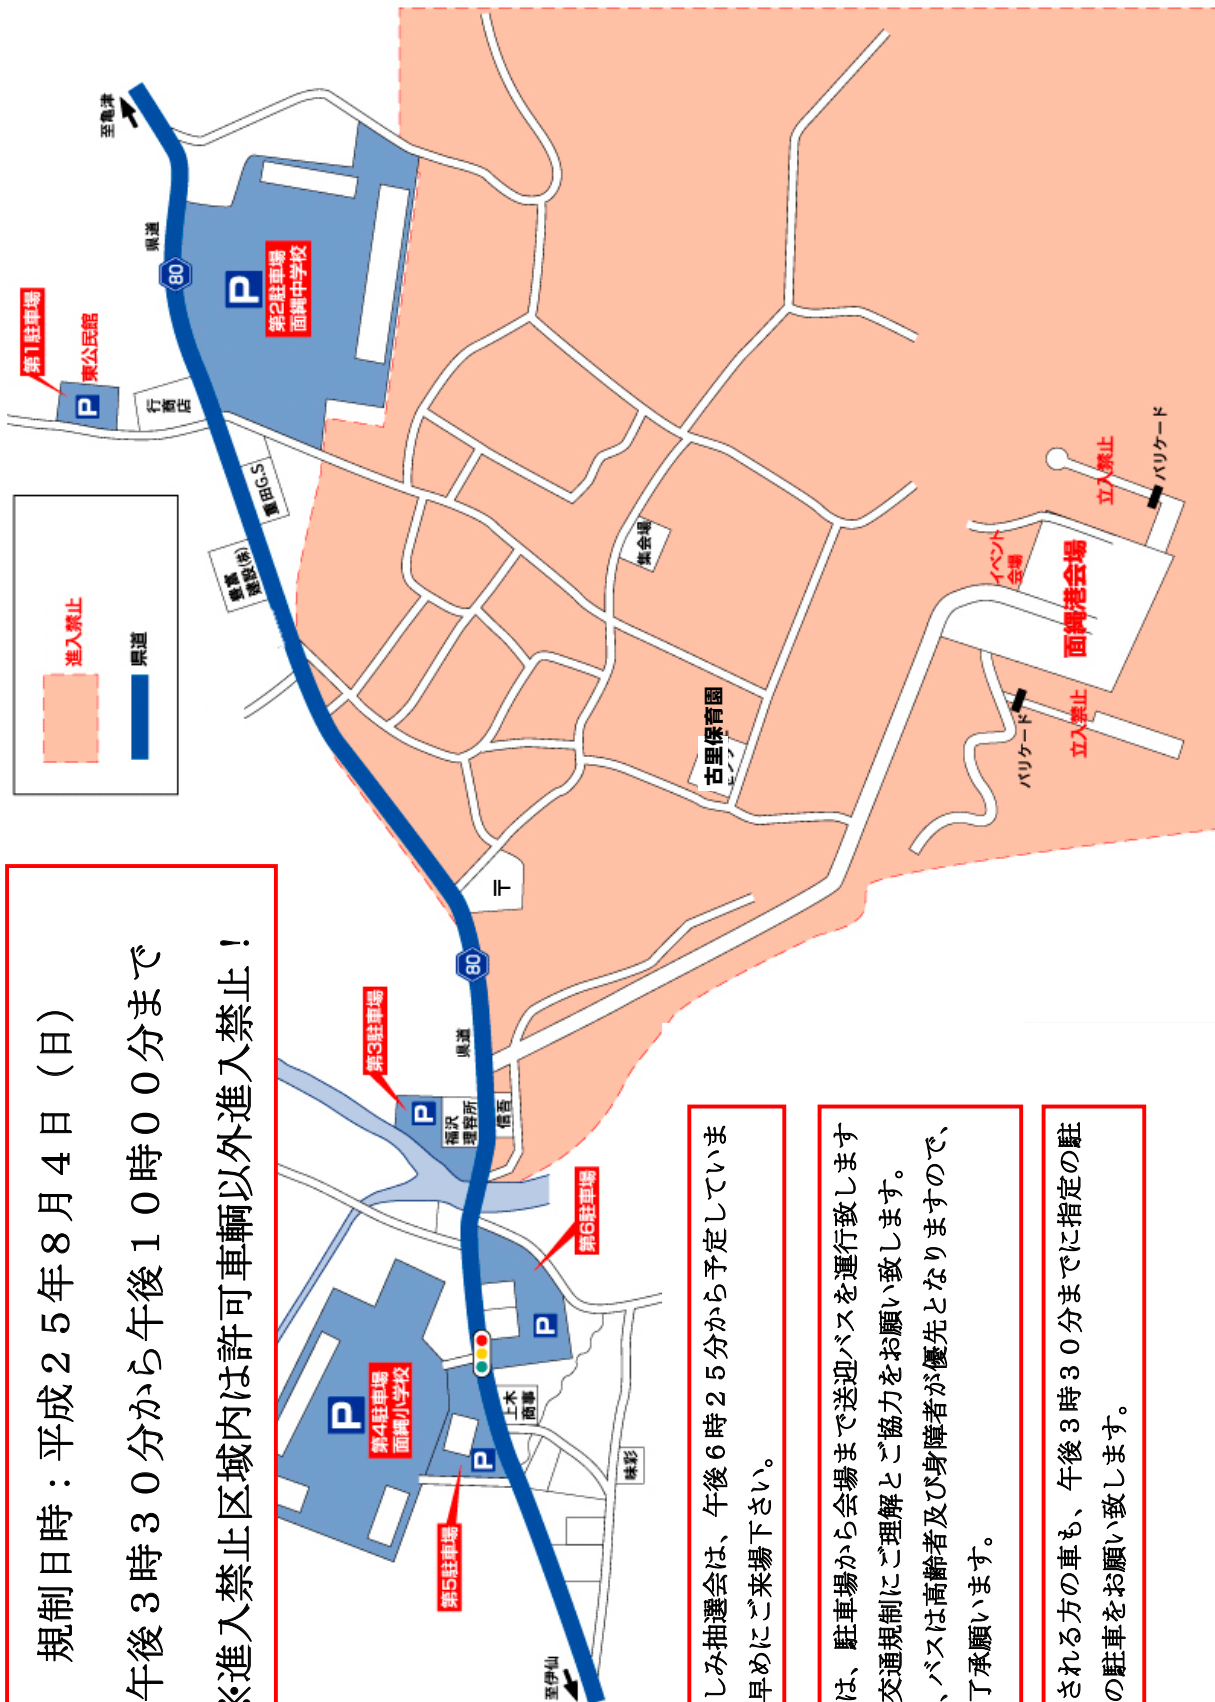 規制日時：平成２５年８月４日（日）
午後３時３０分から午後１０時００分まで
※進入禁止区域内は許可車輌以外進入禁止！
進入禁止
県道
至亀津
県道
80
第1駐車場
P
東公民館
行商店
P
第2駐車場
面縄中学校
重田G.S
豊富
建設㈱
集会場
古里保育園
〒
イベント
会場
面縄港会場
立入禁止
バリケード
立入禁止
バリケード
80
県道
第3駐車場
P
福沢
理容所
信吾
第6駐車場
P
P
第4駐車場
面縄小学校
P
第5駐車場
上木
商事
味彩
至伊仙
しみ抽選会は、午後６時２５分から予定していま
早めにご来場下さい。
は、駐車場から会場まで送迎バスを運行致します
交通規制にご理解とご協力をお願い致します。
、バスは高齢者及び身障者が優先となりますので、
了承願います。
される方の車も、午後３時３０分までに指定の駐
の駐車をお願い致します。